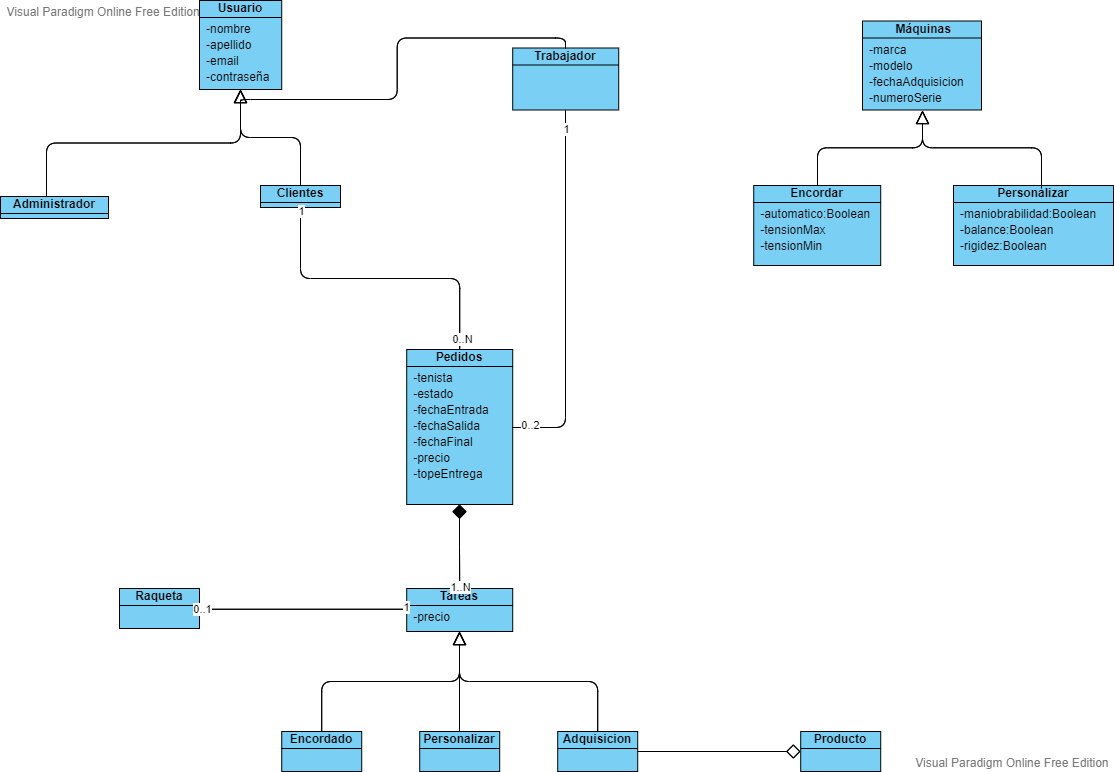 Visual Paradigm Online Free Edition
Usuario
-nombre
-apellido
-email
-contraseña
Trabajador
1
Máquinas
-marca
-modelo
-fechaAdquisicion
-numeroSerie
Administrador
Clientes
1
Encordar
-automatico:Boolean
-tensionMax
-tensionMin
Personalizar
-maniobrabilidad:Boolean
-balance:Boolean
-rigidez:Boolean
0..N
Pedidos
-tenista
-estado
-fechaEntrada
-fechaSalida
-fechaFinal
-precio
-topeEntrega
0..2
1..N
Raqueta
0..1
1
Tareas
-precio
Encordado
Personalizar
Adquisicion
Producto
Visual Paradigm Online Free Edition